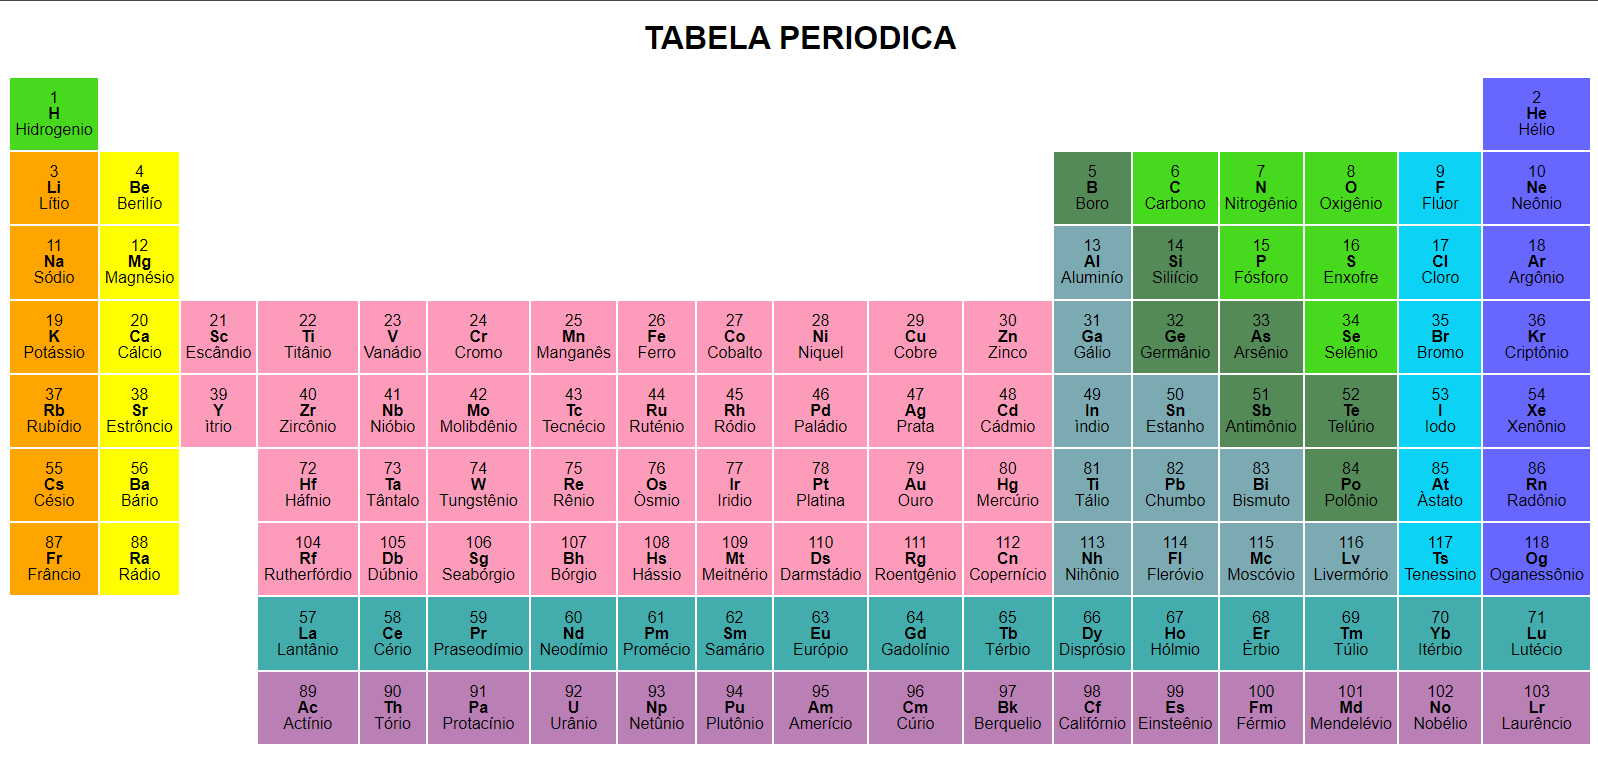 TABELA PERIODICA
1 2
H He
Hidrogenio Hélio
3 4 5 6 7 8 9 10
Li Be B C N O F Ne
Lítio Berilío Boro Carbono Nitrogênio Oxigênio Flúor Neônio
11 12 13 14 15 16 17 18
Na Mg Al Si P S Cl Ar
Sódio Magnésio Aluminío Siliício Fósforo Enxofre Cloro Argônio
19 20 21 22 23 24 25 26 27 28 29 30 31 32 33 34 35 36
K Ca Sc Ti V Cr Mn Fe Co Ni Cu Zn Ga Ge As Se Br Kr
Potássio Cálcio Escândio Titânio Vanádio Cromo Manganês Ferro Cobalto Niquel Cobre Zinco Gálio Germânio Arsênio Selênio Bromo Criptônio
37 38 39 40 41 42 43 44 45 46 47 48 49 50 51 52 53 54
Rb Sr Y Zr Nb Mo Tc Ru Rh Pd Ag Cd In Sn Sb Te I Xe
Rubídio Estrôncio ìtrio Zircônio Nióbio Molibdênio Tecnécio Ruténio Ródio Paládio Prata Cádmio ìndio Estanho Antimônio Telúrio Iodo Xenônio
55 56 72 73 74 75 76 77 78 79 80 81 82 83 84 85 86
Cs Ba Hf Ta W Re Os Ir Pt Au Hg Ti Pb Bi Po At Rn
Césio Bário Háfnio Tântalo Tungstênio Rênio Òsmio Iridio Platina Ouro Mercúrio Tálio Chumbo Bismuto Polônio Àstato Radônio
87 88 104 105 106 107 108 109 110 111 112 113 114 115 116 117 118
Fr Ra Rf Db Sg Bh Hs Mt Ds Rg Cn Nh Fl Mc Lv Ts Og
Frâncio Rádio Rutherfórdio Dúbnio Seabórgio Bórgio Hássio Meitnério Darmstádio Roentgênio Copernício Nihônio Fleróvio Moscóvio Livermório Tenessino Oganessônio
57 58 59 60 61 62 63 64 65 66 67 68 69 70 71
La Ce Pr Nd Pm Sm Eu Gd Tb Dy Ho Er Tm Yb Lu
Lantânio Cério Praseodímio Neodímio Promécio Samário Európio Gadolínio Térbio Disprósio Hólmio Èrbio Túlio Itérbio Lutécio
89 90 91 92 93 94 95 96 97 98 99 100 101 102 103
Ac Th Pa U Np Pu Am Cm Bk Cf Es Fm Md No Lr
Actínio Tório Protacínio Urânio Netûnio Plutônio Amerício Cúrio Berquelio Califórnio Einsteênio Férmio Mendelévio Nobélio Laurêncio